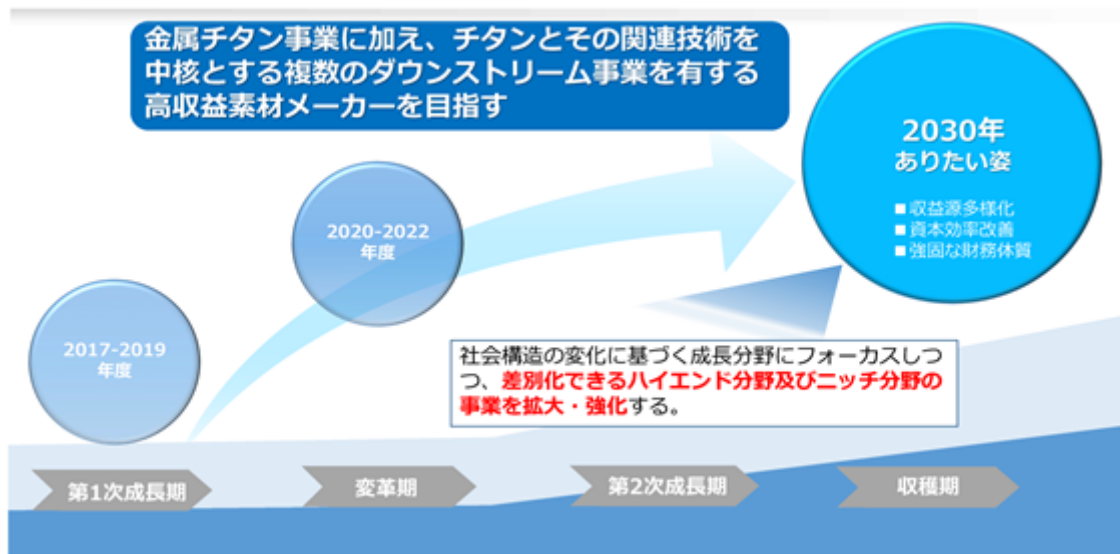 金属チタン事業に加え、チタンとその関連技術を
中核とする複数のダウンストリーム事業を有する
高収益素材メーカーを目指す
2030年
ありたい姿
■収益源多様化
■資本効率改善
■強固な財務体質
2020-2022
年度
2017-2019
年度
社会構造の変化に基づく成長分野にフォーカスしつ
つ、差別化できるハイエンド分野及びニッチ分野の
事業を拡大・強化する。
第1次成長期
変革期
第2次成長期
収穫期